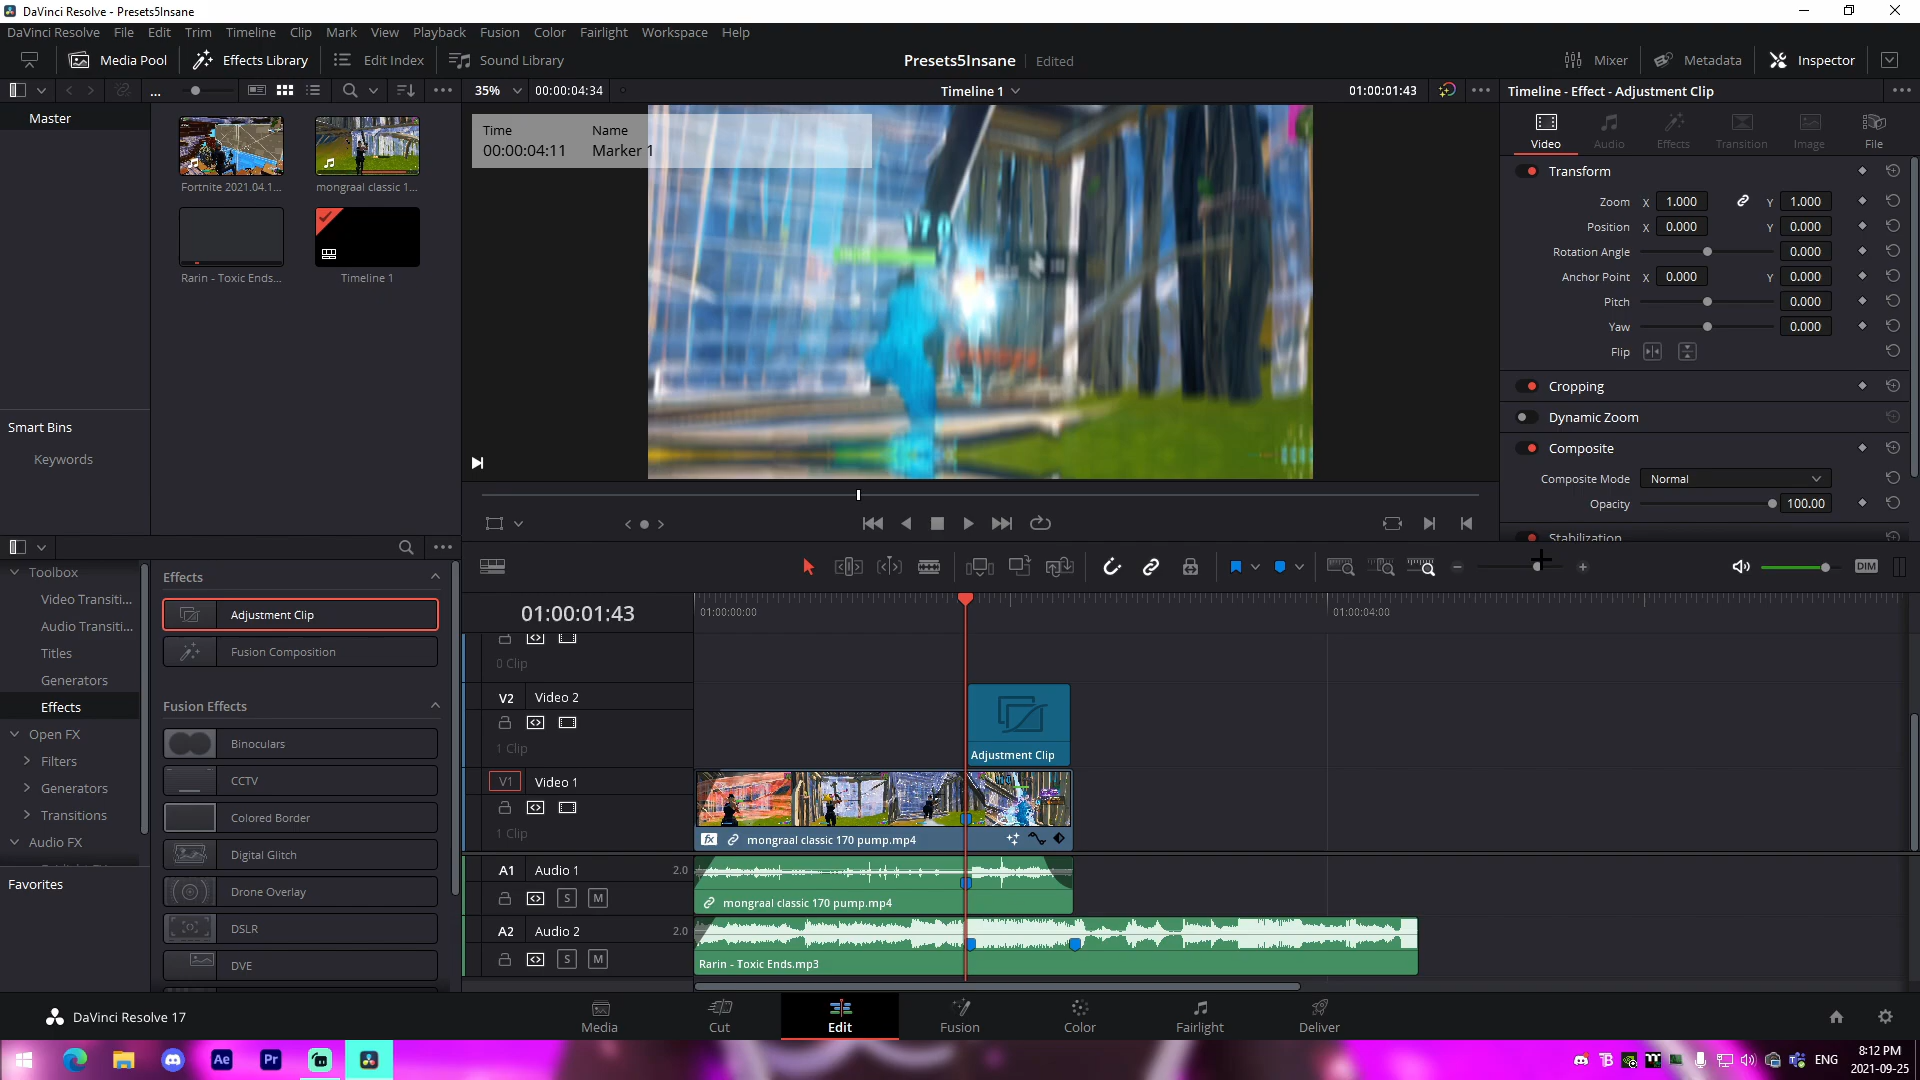 DaVinci Resolve - Presets5Insane
DaVinci Resolve File Edit Trim Timeline Clip Mark View Playback Fusion Color Fairlight Workspace Help
Media Pool Effects Library Edit Index Sound Library
Presets5Insane Edited
Mixer Metadata Inspector
... 35% 00:00:04:34 Timeline 1 01:00:01:43
Timeline - Effect - Adjustment Clip
Master
Fortnite 2021.04.1...
mongraal classic 1...
Rarin - Toxic Ends...
Timeline 1
Smart Bins
Keywords
Time Name
00:00:04:11 Marker 1
Video Audio Effects Transition Image File
Transform
Zoom X 1.000 Y 1.000
Position X 0.000 Y 0.000
Rotation Angle 0.000
Anchor Point X 0.000 Y 0.000
Pitch 0.000
Yaw 0.000
Flip
Cropping
Dynamic Zoom
Composite
Composite Mode Normal
Opacity 100.00
Stabilization
Toolbox
Video Transiti...
Audio Transiti...
Titles
Generators
Effects
Open FX
Filters
Generators
Transitions
Audio FX
Favorites
Effects
Adjustment Clip
Fusion Composition
Fusion Effects
Binoculars
CCTV
Colored Border
Digital Glitch
Drone Overlay
DSLR
DVE
DIM
01:00:01:43
01:00:00:00
01:00:04:00
0 Clip
V2 Video 2
1 Clip
Adjustment Clip
V1 Video 1
1 Clip
fx mongraal classic 170 pump.mp4
A1 Audio 1 2.0
S M
mongraal classic 170 pump.mp4
A2 Audio 2 2.0
S M
Rarin - Toxic Ends.mp3
DaVinci Resolve 17
Media Cut Edit Fusion Color Fairlight Deliver
Ae Pr
ENG
8:12 PM
2021-09-25